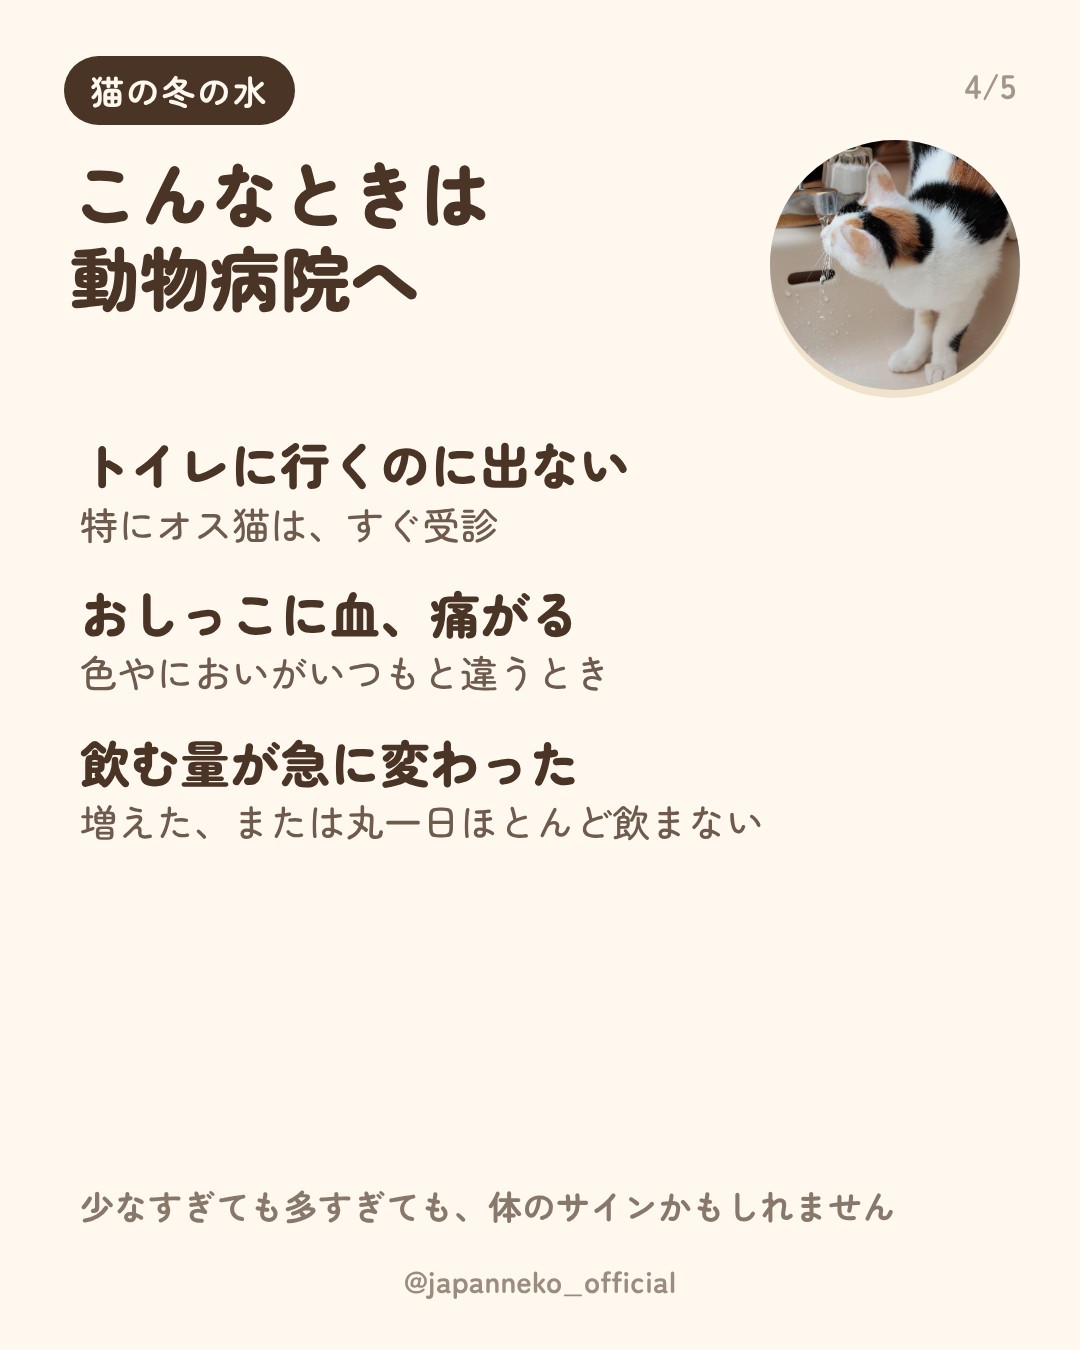 猫の冬の水
4/5
こんなときは
動物病院へ
トイレに行くのに出ない
特にオス猫は、すぐ受診
おしっこに血、痛がる
色やにおいがいつもと違うとき
飲む量が急に変わった
増えた、または丸一日ほとんど飲まない
少なすぎても多すぎても、体のサインかもしれません
@japanneko_official